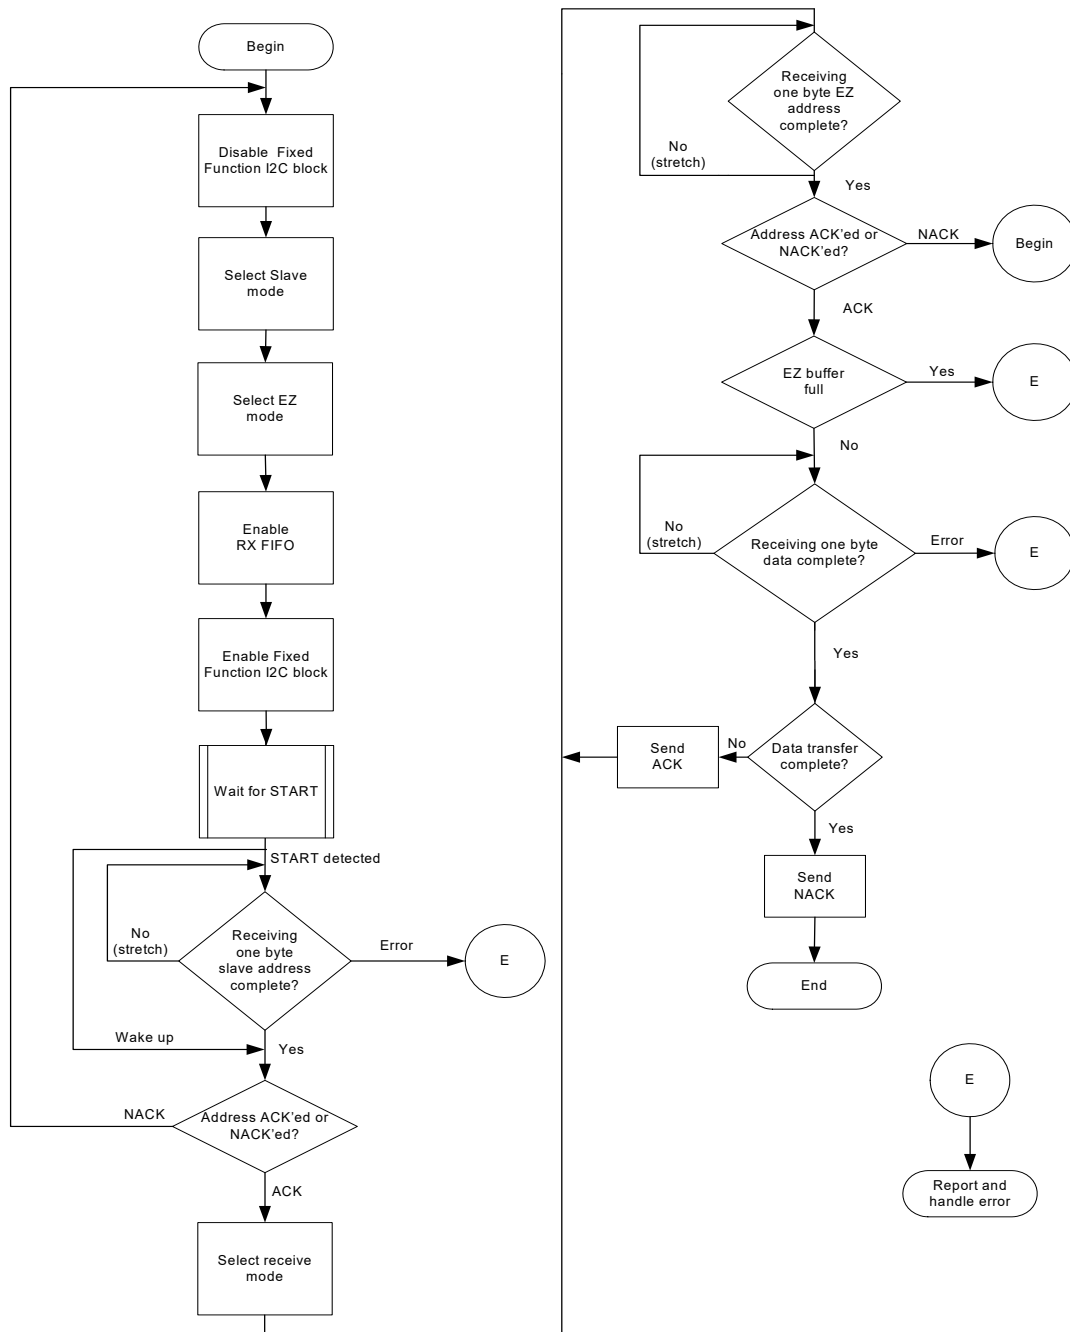 Begin
Disable Fixed
Function I2C block
Select Slave
mode
Select EZ
mode
Enable
RX FIFO
Enable Fixed
Function I2C block
Wait for START
START detected
No
(stretch)
Receiving
one byte
slave address
complete?
Error
E
Wake up
Yes
NACK
Address ACK'ed or
NACK'ed?
ACK
Select receive
mode
Receiving
one byte EZ
address
complete?
No
(stretch)
Yes
Address ACK'ed or
NACK'ed?
NACK
Begin
ACK
EZ buffer
full
Yes
E
No
No
(stretch)
Receiving one byte
data complete?
Error
E
Yes
Send
ACK
No
Data transfer
complete?
Yes
Send
NACK
End
E
Report and
handle error